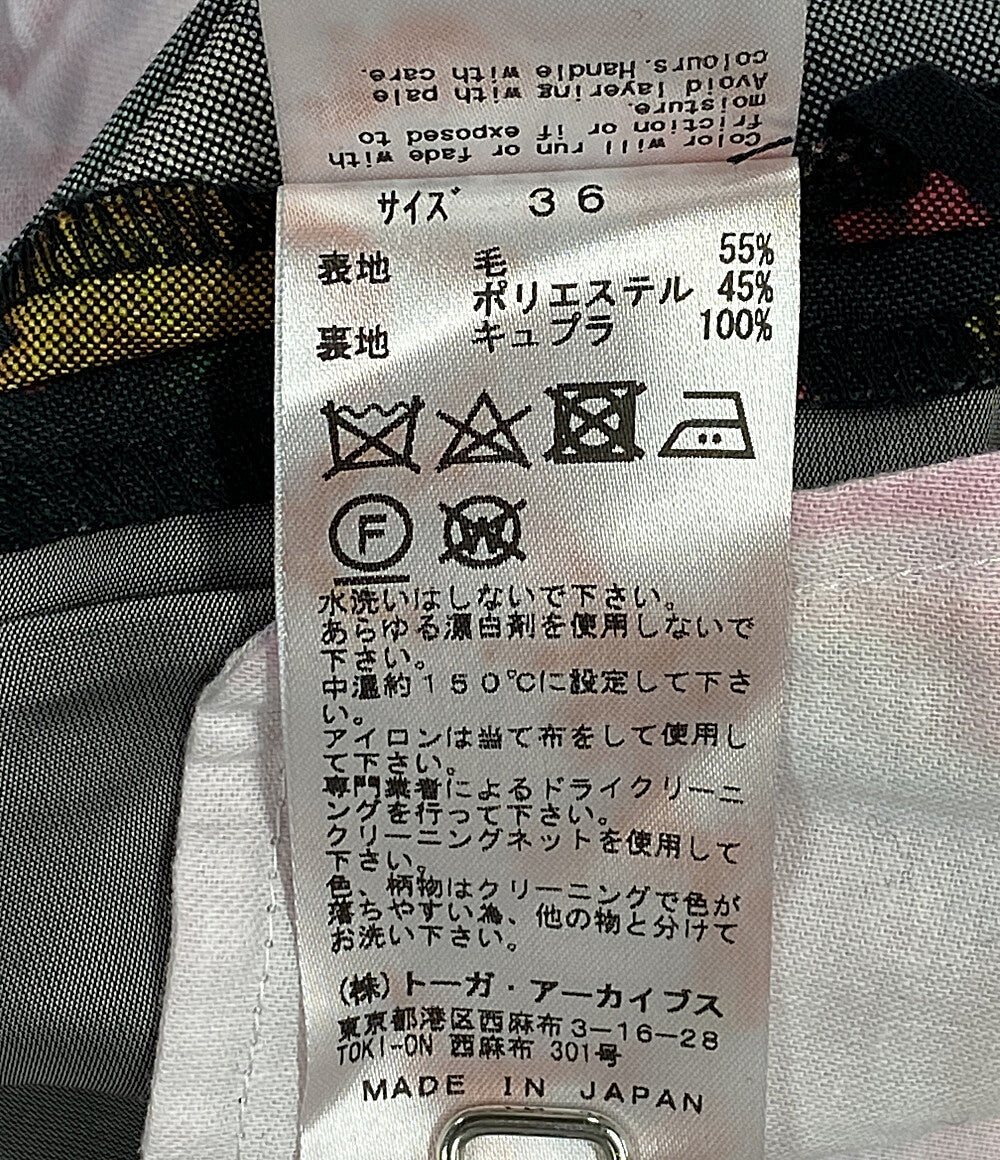 Color will run or fade with
friction or if exposed to
moisture.
Avoid layering with pale
colours. Handle with care.
サイズ 36
表地 毛 55%
ポリエステル 45%
裏地 キュプラ 100%
F W
水洗いはしないで下さい。
あらゆる漂白剤を使用しないで
下さい。
中温約150℃に設定して下さ
い。
アイロンは当て布をして使用し
て下さい。
専門業者によるドライクリーニ
ングを行って下さい。
クリーニングネットを使用して
下さい。
色、柄物はクリーニングで色が
落ちやすい為、他の物と分けて
お洗い下さい。
(株)トーガ・アーカイブス
東京都港区西麻布3-16-28
TOKI-ON 西麻布 301号
MADE IN JAPAN